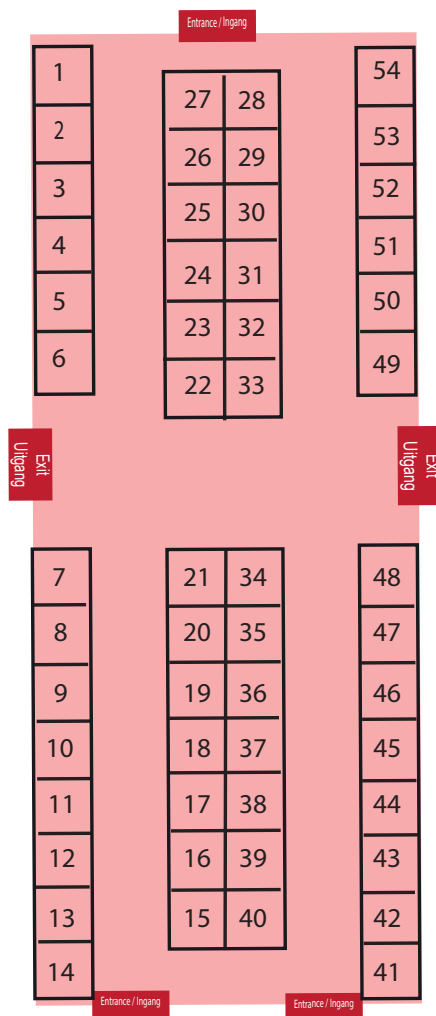 Entrance / Ingang
1 27 28 54
2 26 29 53
3 25 30 52
4 24 31 51
5 23 32 50
6 22 33 49
Exit
Uitgang
Exit
Uitgang
7 21 34 48
8 20 35 47
9 19 36 46
10 18 37 45
11 17 38 44
12 16 39 43
13 15 40 42
14 41
Entrance / Ingang
Entrance / Ingang